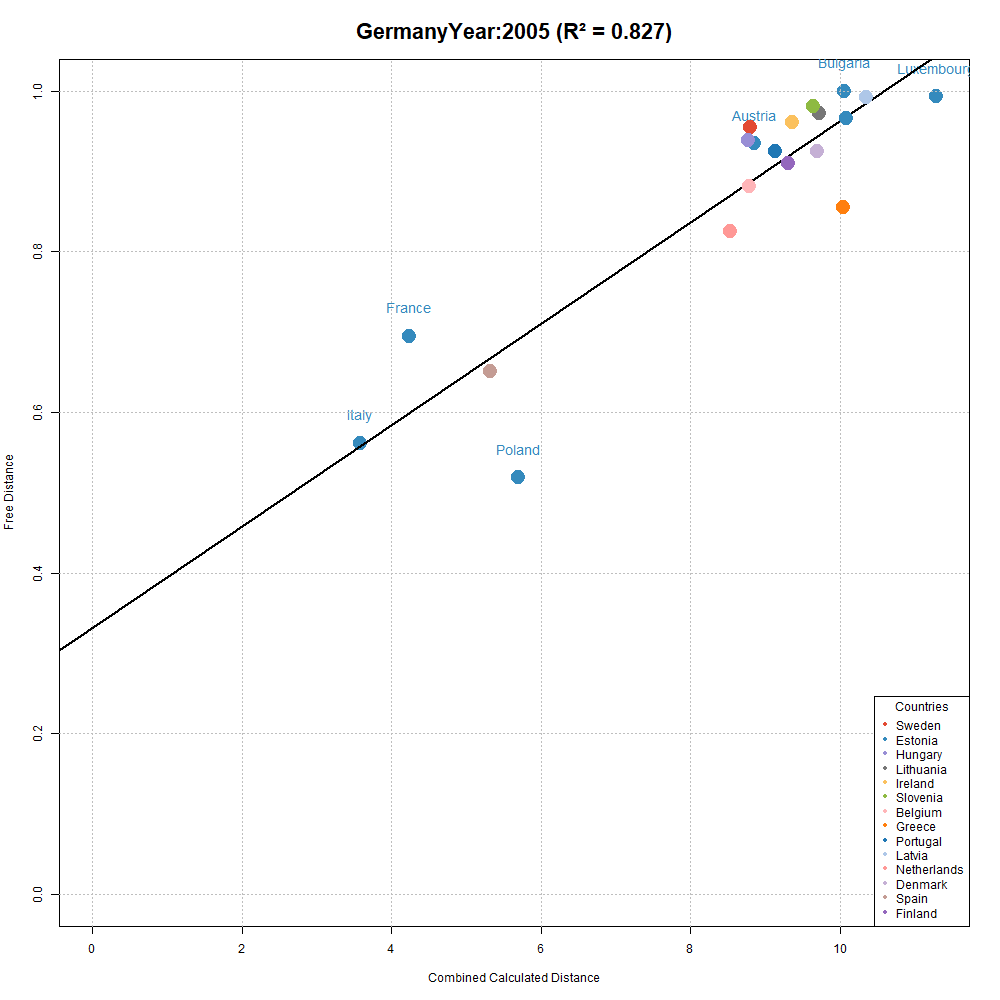 GermanyYear:2005 (R² = 0.827)
Bulgaria
Luxembourg
Austria
France
Italy
Poland
1.0
0.8
0.6
0.4
0.2
0.0
Free Distance
0 2 4 6 8 10
Combined Calculated Distance
Countries
Sweden
Estonia
Hungary
Lithuania
Ireland
Slovenia
Belgium
Greece
Portugal
Latvia
Netherlands
Denmark
Spain
Finland